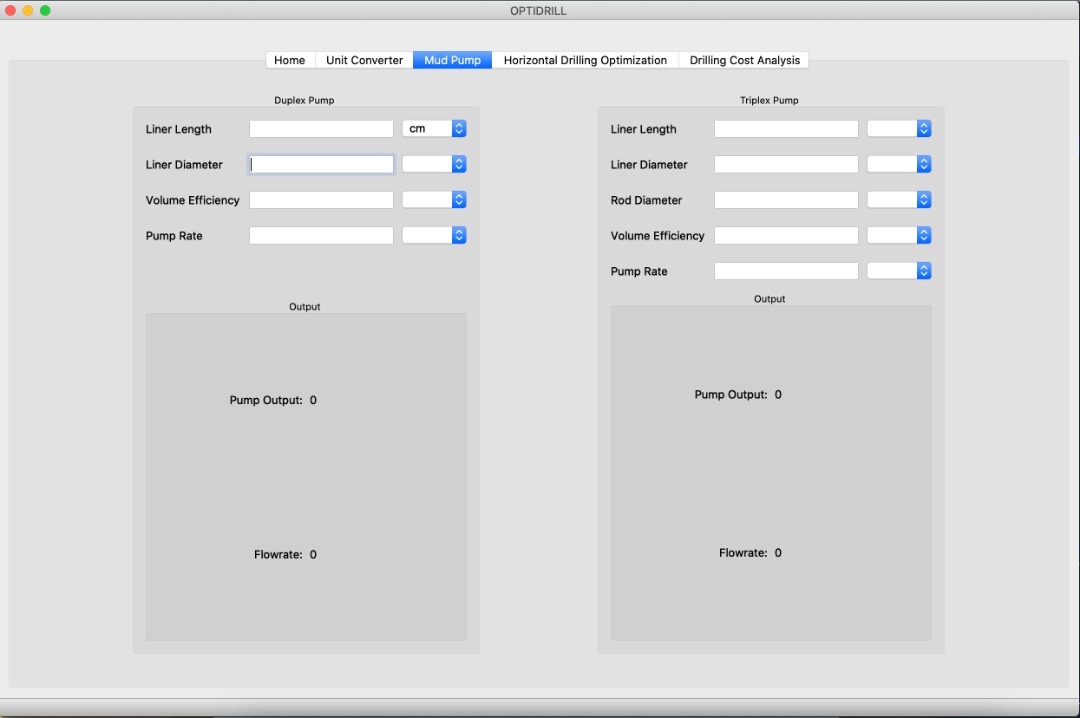 OPTIDRILL
Home Unit Converter Mud Pump Horizontal Drilling Optimization Drilling Cost Analysis
Duplex Pump
Liner Length cm
Liner Diameter
Volume Efficiency
Pump Rate
Output
Pump Output: 0
Flowrate: 0
Triplex Pump
Liner Length
Liner Diameter
Rod Diameter
Volume Efficiency
Pump Rate
Output
Pump Output: 0
Flowrate: 0